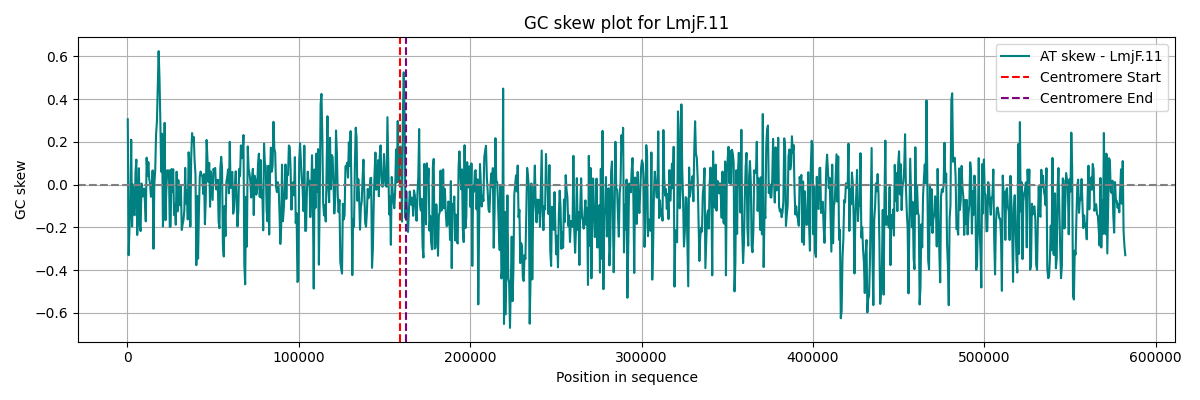 GC skew plot for LmjF.11
GC skew
0.6
0.4
0.2
0.0
−0.2
−0.4
−0.6
AT skew - LmjF.11
Centromere Start
Centromere End
0 100000 200000 300000 400000 500000 600000
Position in sequence